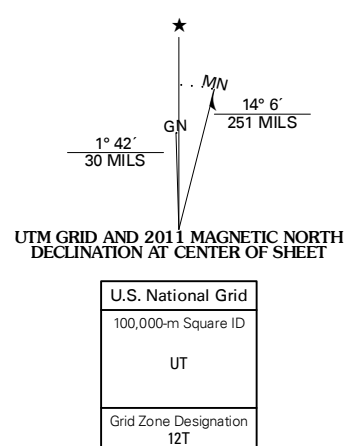 MN
14° 6´
251 MILS
GN
1° 42´
30 MILS
UTM GRID AND 2011 MAGNETIC NORTH
DECLINATION AT CENTER OF SHEET
U.S. National Grid
100,000-m Square ID
UT
Grid Zone Designation
12T